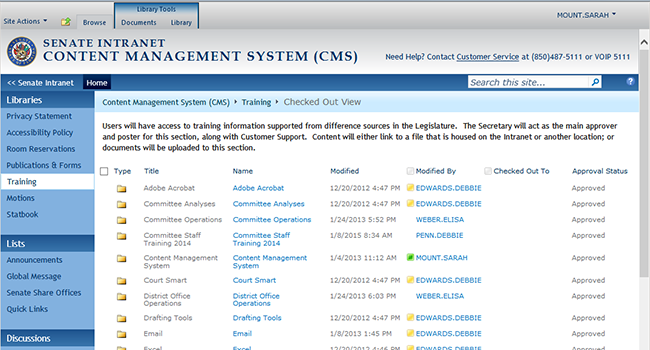 Library Tools
Site Actions Browse Documents Library MOUNT.SARAH
SENATE INTRANET
CONTENT MANAGEMENT SYSTEM (CMS)
Need Help? Contact Customer Service at (850)487-5111 or VOIP 5111
<< Senate Intranet Home Search this site...
Libraries
Privacy Statement
Accessibility Policy
Room Reservations
Publications & Forms
Training
Motions
Statbook
Lists
Announcements
Global Message
Senate Share Offices
Quick Links
Discussions
Content Management System (CMS) Training Checked Out View
Users will have access to training information supported from difference sources in the Legislature. The Secretary will act as the main approver
and poster for this section, along with Customer Support. Content will either link to a file that is housed on the Intranet or another location; or
documents will be uploaded to this section.
Type Title Name Modified Modified By Checked Out To Approval Status
Adobe Acrobat Adobe Acrobat 12/20/2012 4:47 PM EDWARDS.DEBBIE Approved
Committee Analyses Committee Analyses 12/20/2012 4:47 PM EDWARDS.DEBBIE Approved
Committee Operations Committee Operations 1/24/2013 5:52 PM WEBER.ELISA Approved
Committee Staff Committee Staff 1/8/2015 8:34 AM PENN.DEBBIE Approved
Training 2014 Training 2014
Content Management Content Management 1/4/2013 11:12 AM MOUNT.SARAH Approved
System System
Court Smart Court Smart 12/20/2012 4:47 PM EDWARDS.DEBBIE Approved
District Office District Office 1/24/2013 6:03 PM WEBER.ELISA Approved
Operations Operations
Drafting Tools Drafting Tools 12/20/2012 4:47 PM EDWARDS.DEBBIE Approved
Email Email 1/8/2013 1:45 PM EDWARDS.DEBBIE Approved
Excel Excel 12/20/2012 4:47 PM EDWARDS.DEBBIE Approved